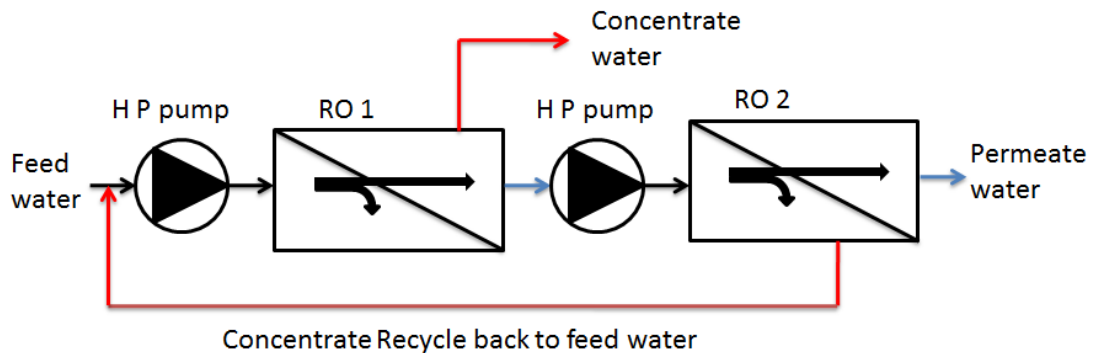 Concentrate
water
H P pump
RO 1
H P pump
RO 2
Feed
water
Permeate
water
Concentrate Recycle back to feed water